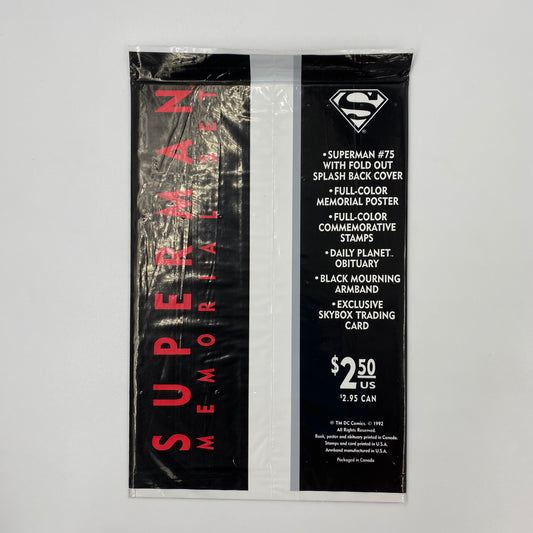 SUPERMAN
MEMORIAL SET
S
®
•SUPERMAN #75
WITH FOLD OUT
SPLASH BACK COVER
•FULL-COLOR
MEMORIAL POSTER
•FULL-COLOR
COMMEMORATIVE
STAMPS
•DAILY PLANET™
OBITUARY
•BLACK MOURNING
ARMBAND
•EXCLUSIVE
SKYBOX TRADING
CARD
$2.50
US
$2.95 CAN
® TM DC Comics. © 1992
All Rights Reserved.
Book, poster and obituary printed in Canada.
Stamps and card printed in U.S.A.
Armband manufactured in U.S.A.
Packaged in Canada